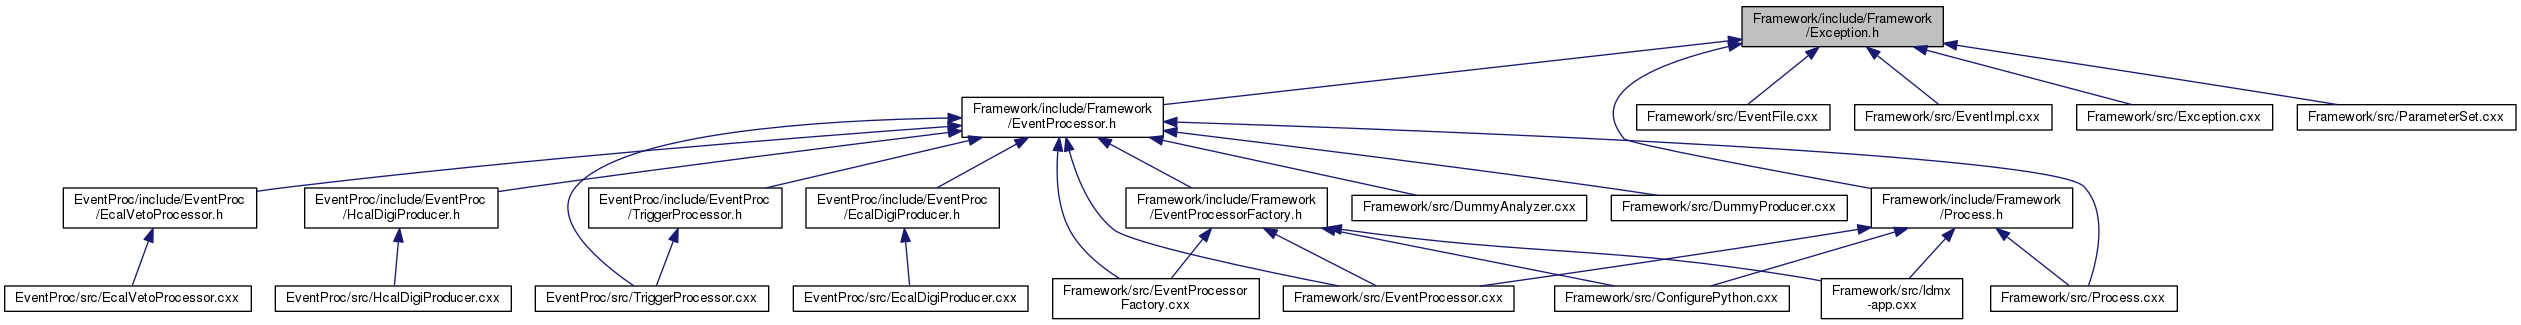 Framework/include/Framework
/Exception.h
Framework/include/Framework
/EventProcessor.h
Framework/src/EventFile.cxx
Framework/src/EventImpl.cxx
Framework/src/Exception.cxx
Framework/src/ParameterSet.cxx
EventProc/include/EventProc
/EcalVetoProcessor.h
EventProc/include/EventProc
/HcalDigiProducer.h
EventProc/include/EventProc
/TriggerProcessor.h
EventProc/include/EventProc
/EcalDigiProducer.h
Framework/include/Framework
/EventProcessorFactory.h
Framework/src/DummyAnalyzer.cxx
Framework/src/DummyProducer.cxx
Framework/include/Framework
/Process.h
EventProc/src/EcalVetoProcessor.cxx
EventProc/src/HcalDigiProducer.cxx
EventProc/src/TriggerProcessor.cxx
EventProc/src/EcalDigiProducer.cxx
Framework/src/EventProcessor
Factory.cxx
Framework/src/EventProcessor.cxx
Framework/src/ConfigurePython.cxx
Framework/src/ldmx
-app.cxx
Framework/src/Process.cxx